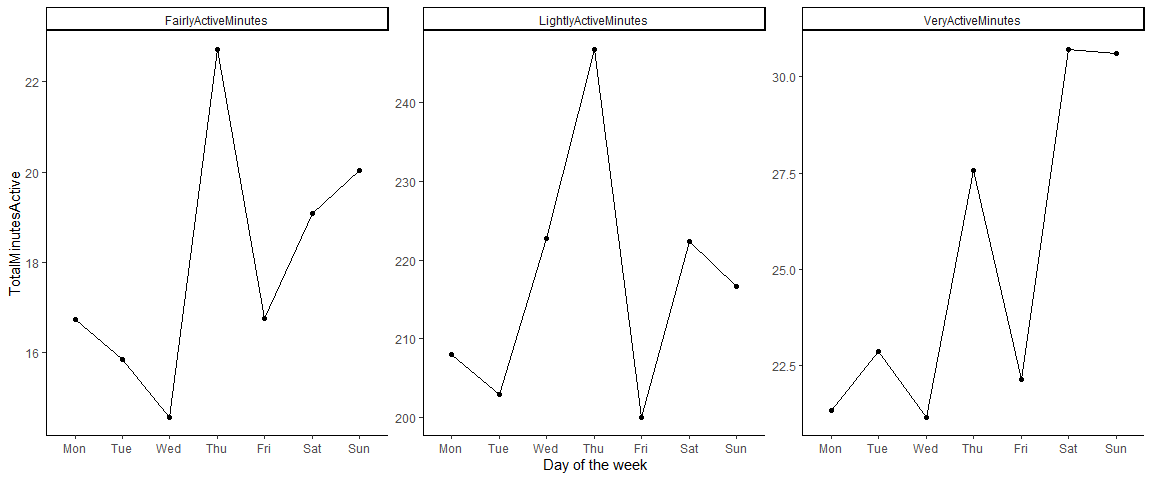 FairlyActiveMinutes
LightlyActiveMinutes
VeryActiveMinutes
TotalMinutesActive
22
20
18
16
240
230
220
210
200
30.0
27.5
25.0
22.5
Mon Tue Wed Thu Fri Sat Sun
Mon Tue Wed Thu Fri Sat Sun
Mon Tue Wed Thu Fri Sat Sun
Day of the week